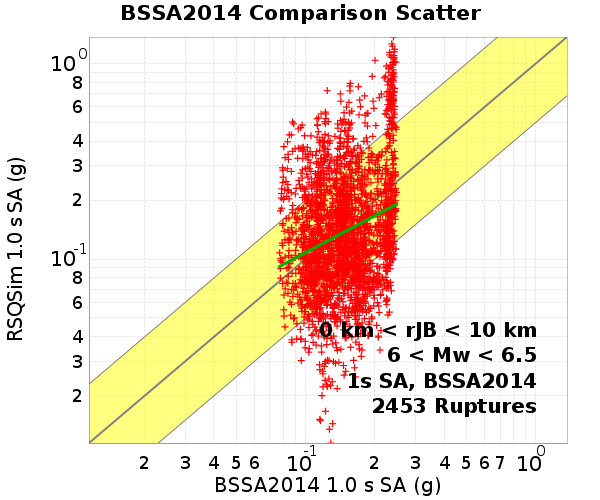 BSSA2014 Comparison Scatter
RSQSim 1.0 s SA (g)
10^0
8
6
4
3
2
10^-1
8
6
4
3
2
0 km < rJB < 10 km
6 < Mw < 6.5
1s SA, BSSA2014
2453 Ruptures
2 3 4 5 6 10^-1 2 3 4 5 6 7 10^0
BSSA2014 1.0 s SA (g)